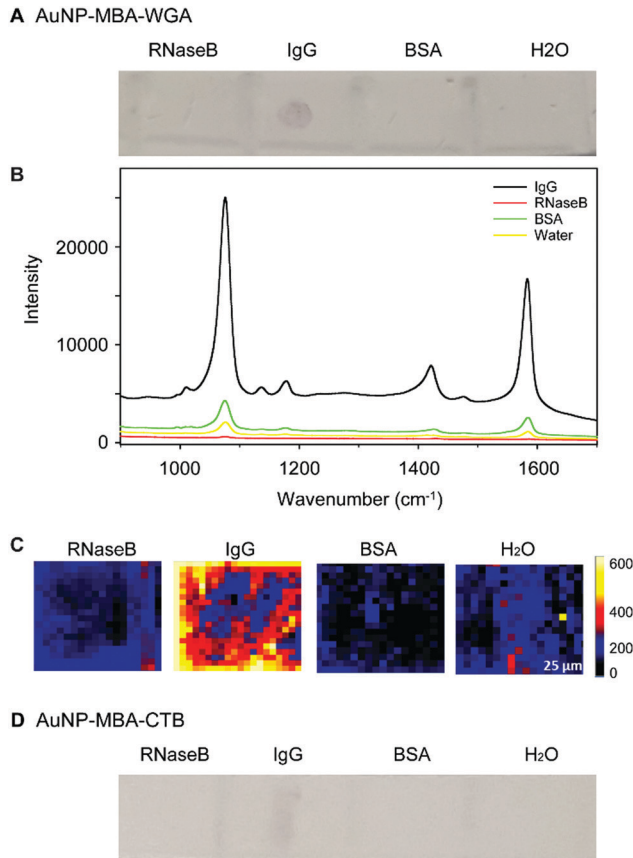 A AuNP-MBA-WGA
RNaseB IgG BSA H2O
B
IgG
RNaseB
BSA
Water
20000
10000
0
Intensity
1000 1200 1400 1600
Wavenumber (cm⁻¹)
C
RNaseB IgG BSA H₂O
600
400
200
0
25 µm
D AuNP-MBA-CTB
RNaseB IgG BSA H₂O